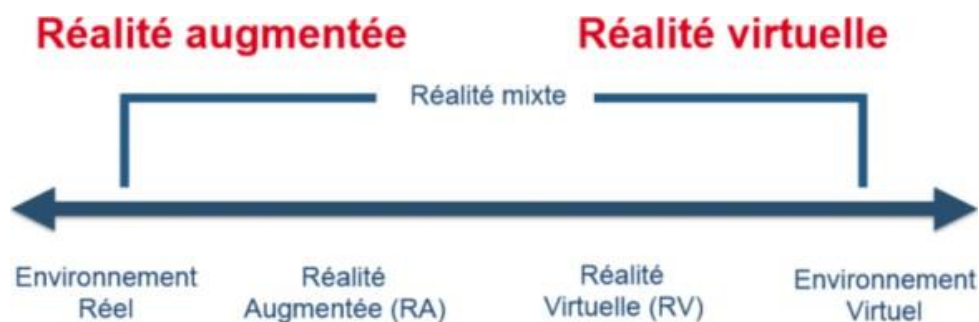 Réalité augmentée Réalité virtuelle
Réalité mixte
Environnement Réel
Réalité Augmentée (RA)
Réalité Virtuelle (RV)
Environnement Virtuel